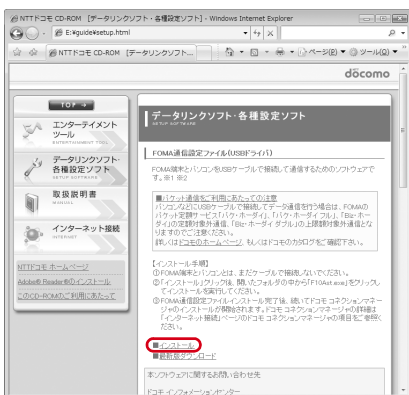 NTTドコモ CD-ROM [データリンクソフト・各種設定ソフト] - Windows Internet Explorer
E:¥guide¥setup.html
NTTドコモ CD-ROM [データリンクソフト...
ページ(P) ツール(O)
döcomo
TOP
エンターテイメント
ツール
ENTERTAINMENT TOOL
データリンクソフト・
各種設定ソフト
SETUP SOFTWARE
取扱説明書
MANUAL
インターネット接続
INTERNET
NTTドコモ ホームページ
Adobe® Reader®のインストール
このCD-ROMのご利用にあたって
データリンクソフト・各種設定ソフト
SETUP SOFTWARE
FOMA通信設定ファイル(USBドライバ)
FOMA端末とパソコンをUSBケーブルで接続して通信するためのソフトウェアで
す。※1 ※2
■パケット通信をご利用にあたっての注意
パソコンなどにUSBケーブルで接続してデータ通信を行う場合は、FOMAの
パケット定額サービス「パケ・ホーダイ」、「パケ・ホーダイ フル」、「Biz・ホー
ダイ」の定額対象外通信、「Biz・ホーダイ ダブル」の上限額対象外通信とな
りますのでご注意ください。
詳しくはドコモのホームページ、もしくはドコモのカタログをご確認下さい。
【インストール手順】
①FOMA端末とパソコンとは、まだケーブルで接続しないでください。
②「インストール」クリック後、開いたフォルダの中から「F10Ast.exe」をクリックし
てインストールを実行してください。
③FOMA通信設定ファイルインストール完了後、続いてドコモ コネクションマネー
ジャのインストールが開始されます。ドコモ コネクションマネージャの詳細は
「インターネット接続」ページのドコモ コネクションマネージャの項目をご参照く
ださい。
■インストール
■最新版ダウンロード
本ソフトウェアに関するお問い合わせ先
ドコモ インフォメーションセンター